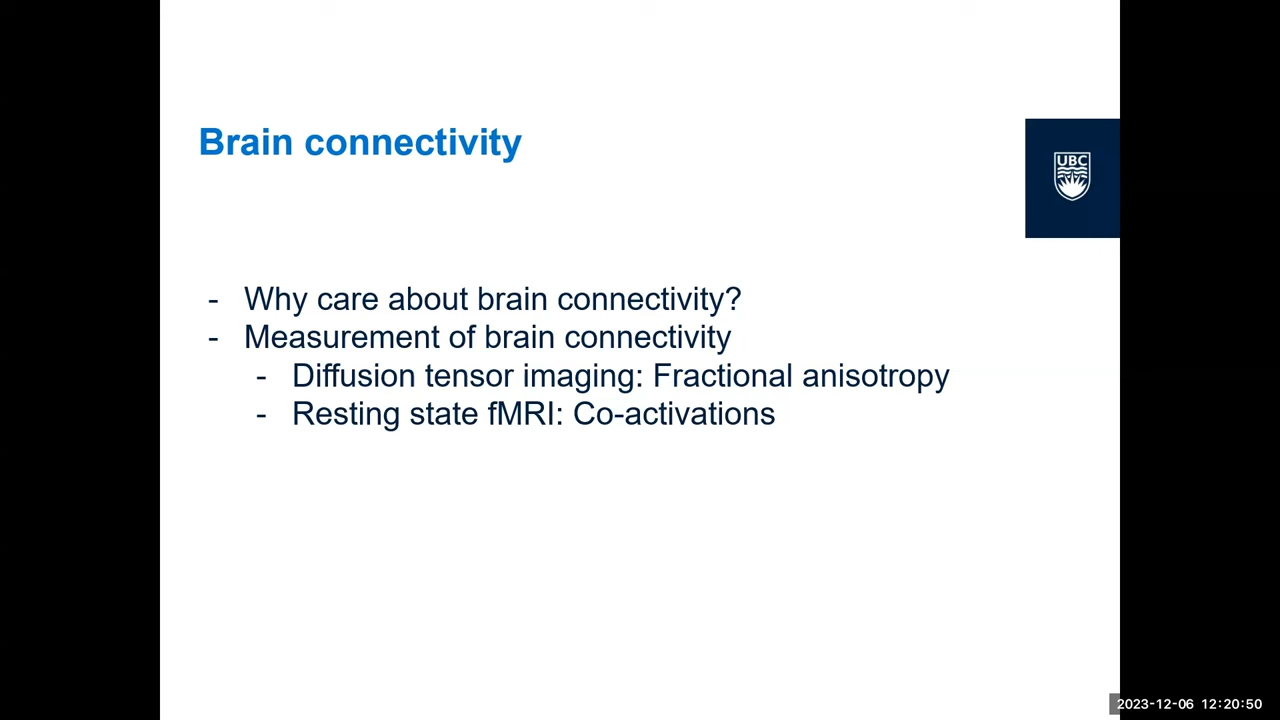 Brain connectivity
UBC
- Why care about brain connectivity?
- Measurement of brain connectivity
- Diffusion tensor imaging: Fractional anisotropy
- Resting state fMRI: Co-activations
2023-12-06 12:20:50